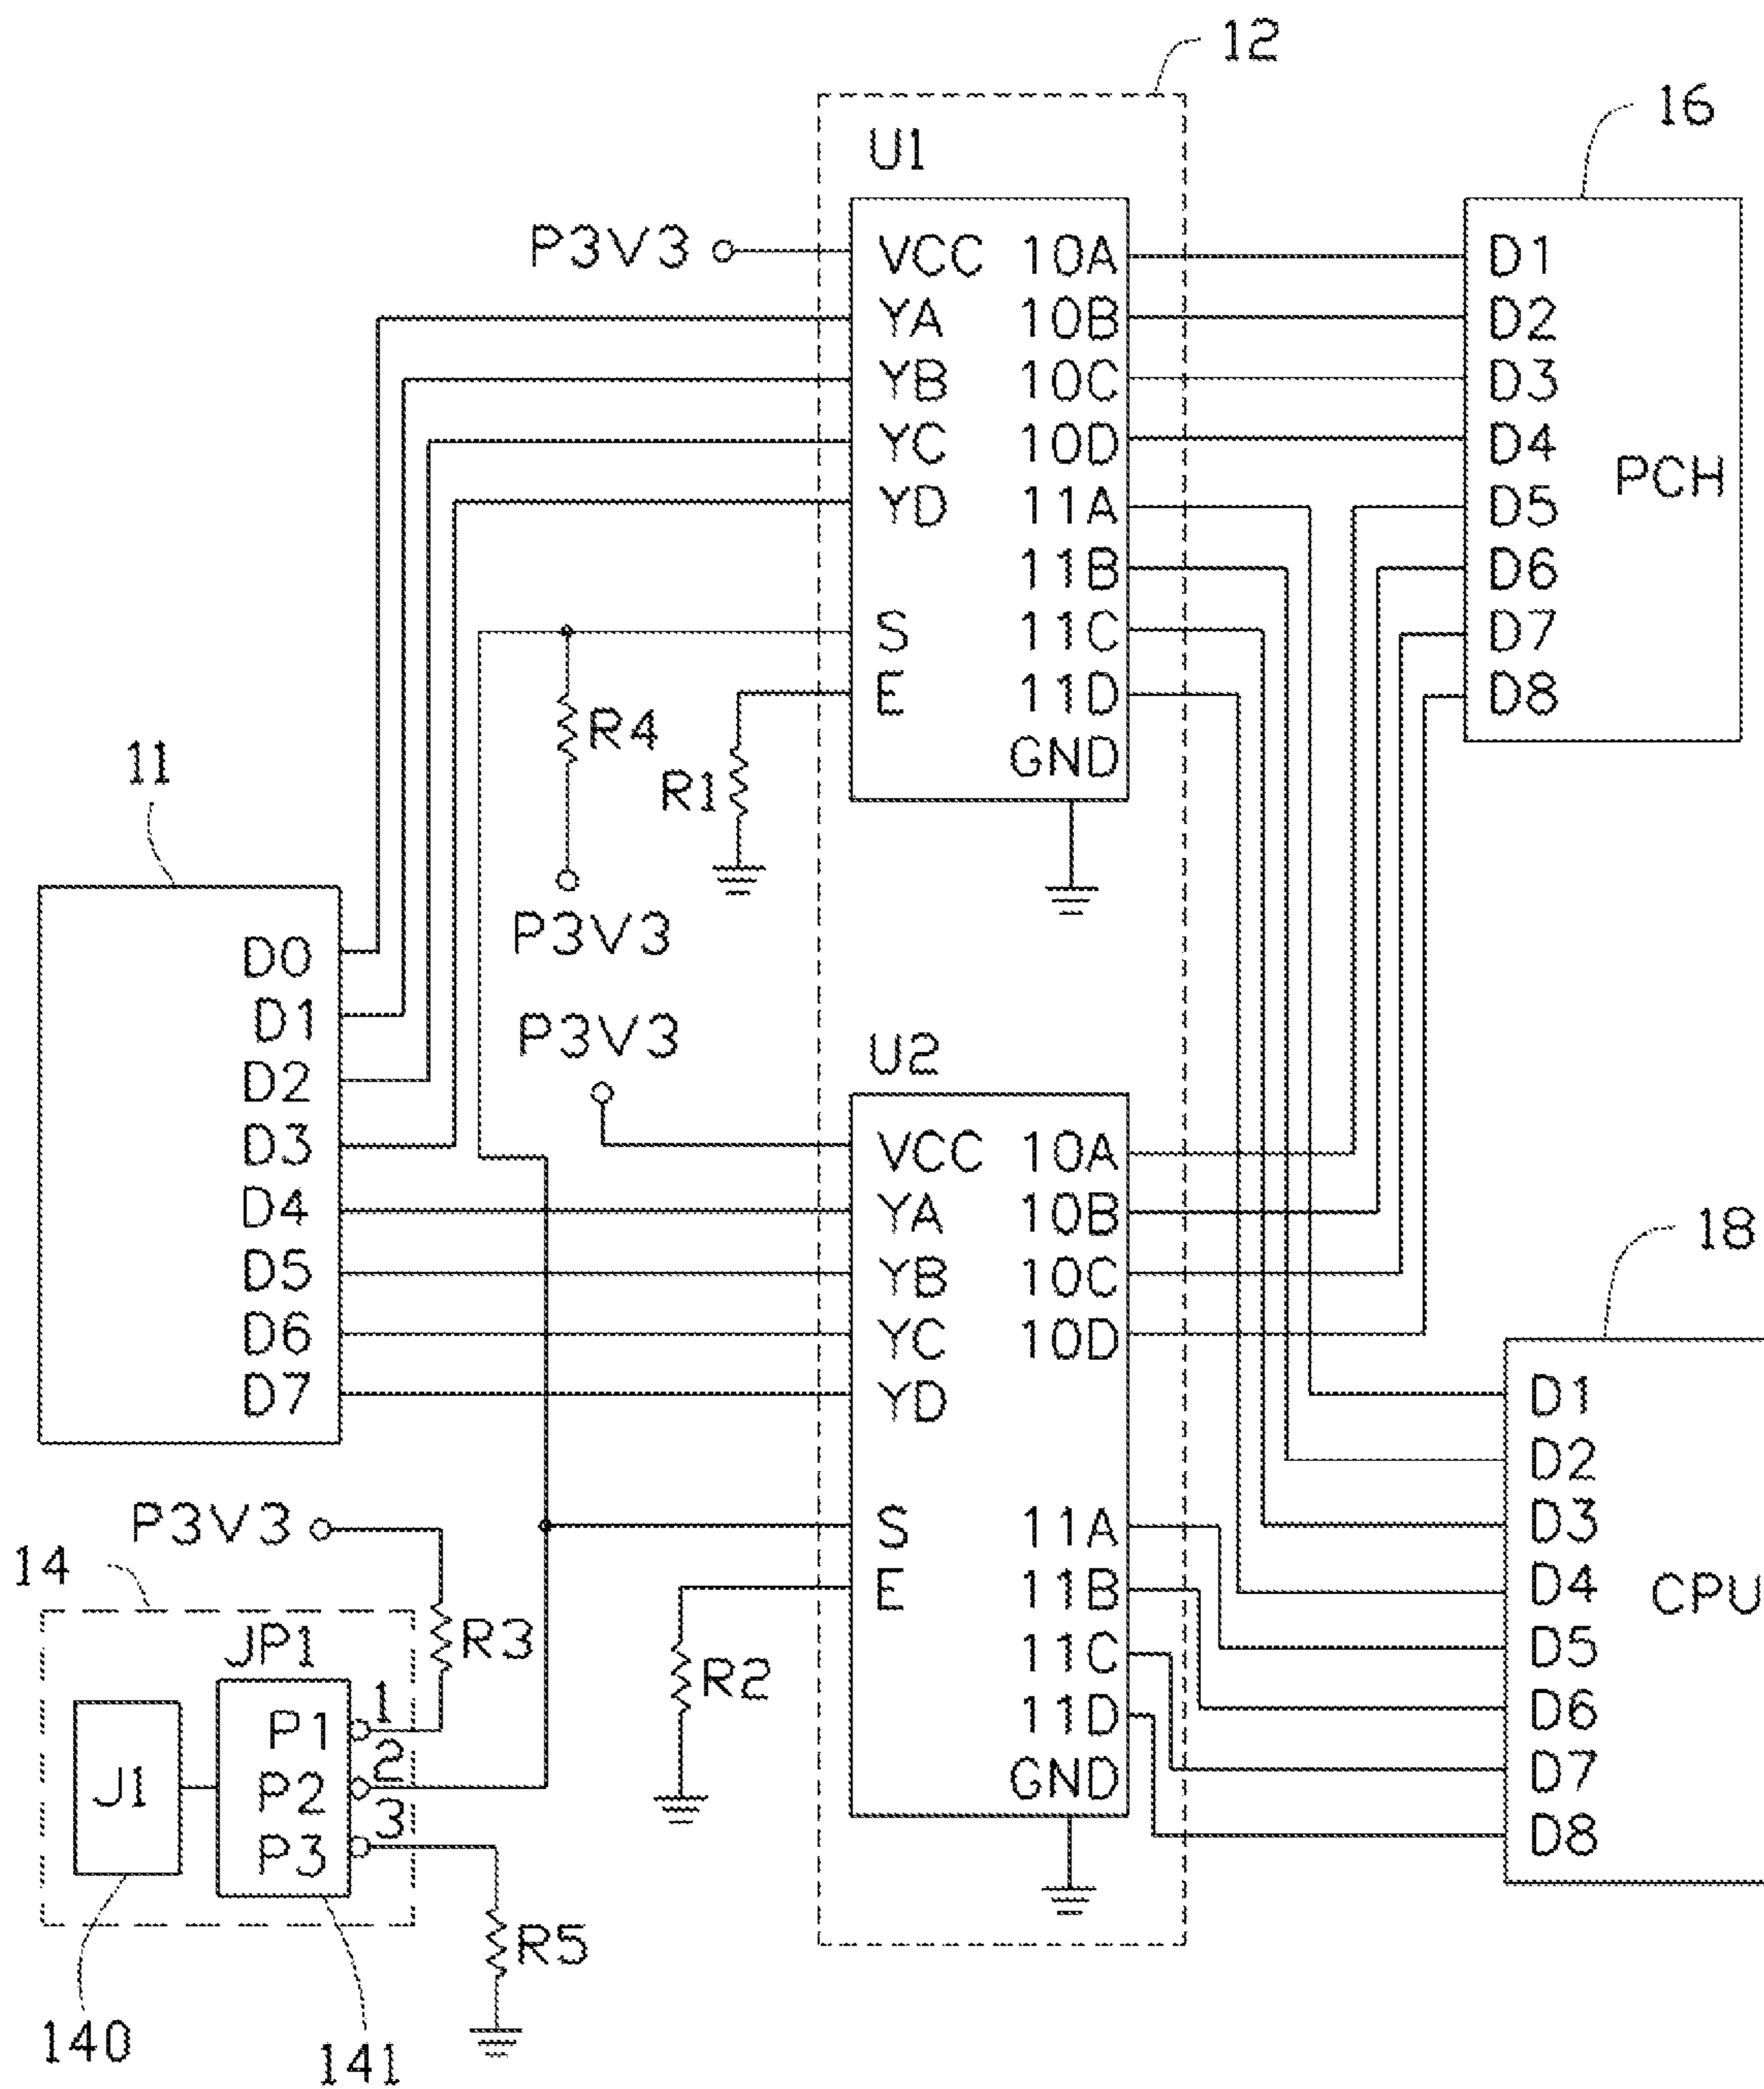 12
16
U1
P3V3
VCC 10A
YA 10B
YB 10C
YC 10D
YD 11A
11B
S 11C
E 11D
GND
D1
D2
D3
D4
PCH
D5
D6
D7
D8
R4
R1
P3V3
11
D0
D1
D2
D3
D4
D5
D6
D7
P3V3
U2
VCC 10A
YA 10B
YB 10C
YC 10D
YD
S 11A
E 11B
11C
11D
GND
18
D1
D2
D3
D4
CPU
D5
D6
D7
D8
P3V3
14
R3
R2
JP1
J1
P1 1
P2 2
P3 3
R5
140
141